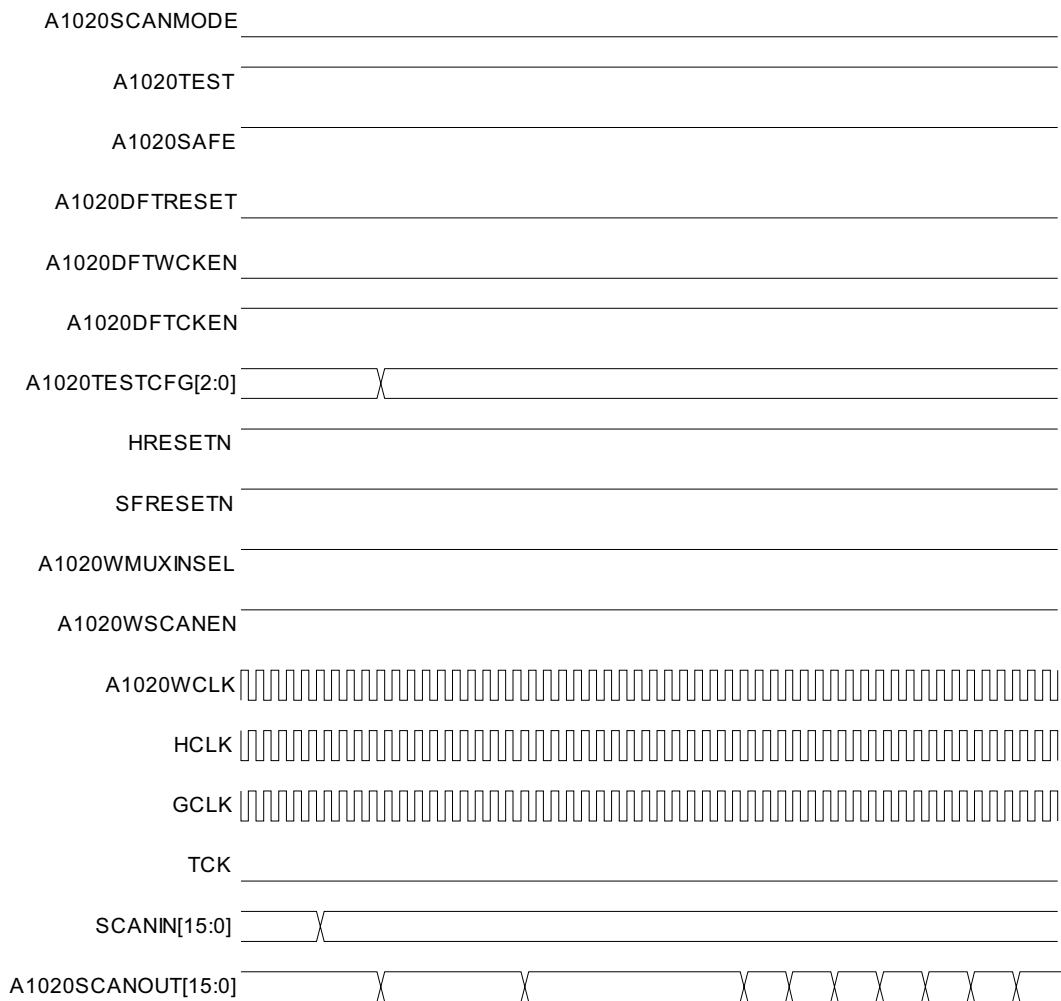 A1020SCANMODE
A1020TEST
A1020SAFE
A1020DFTRESET
A1020DFTWCKEN
A1020DFTCKEN
A1020TESTCFG[2:0]
HRESETN
SFRESETN
A1020WMUXINSEL
A1020WSCANEN
A1020WCLK
HCLK
GCLK
TCK
SCANIN[15:0]
A1020SCANOUT[15:0]